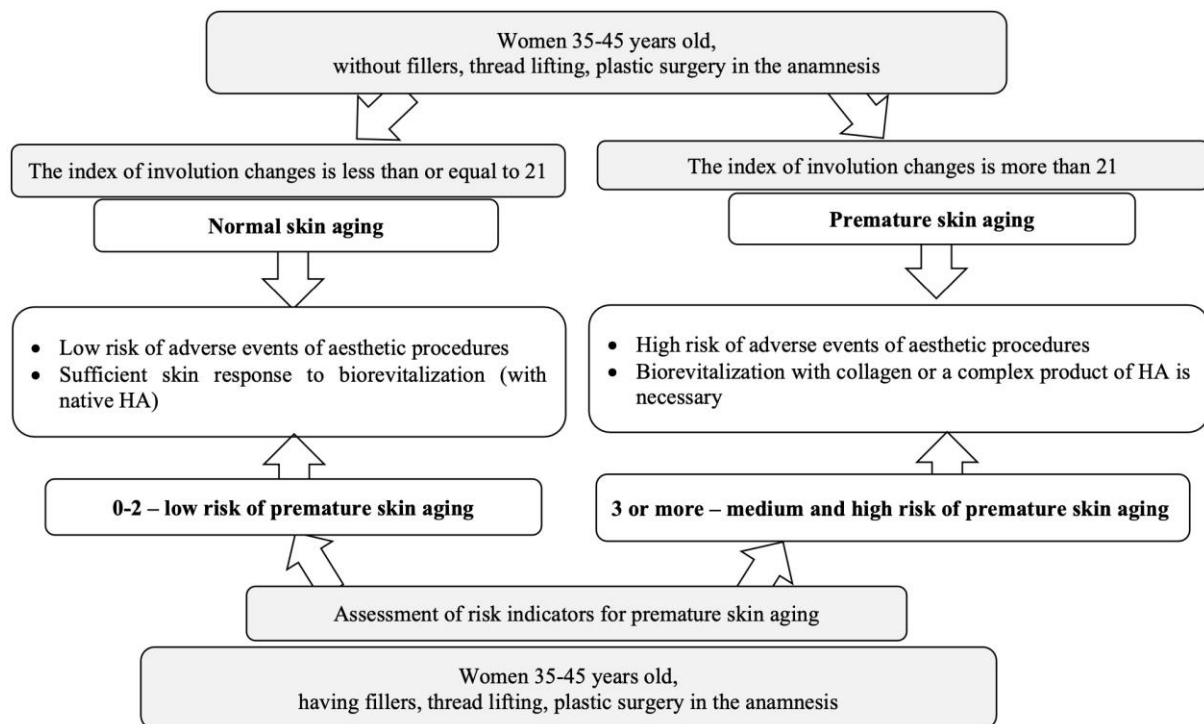 Women 35-45 years old,
without fillers, thread lifting, plastic surgery in the anamnesis
The index of involution changes is less than or equal to 21
The index of involution changes is more than 21
Normal skin aging
Premature skin aging
• Low risk of adverse events of aesthetic procedures
• Sufficient skin response to biorevitalization (with
native HA)
• High risk of adverse events of aesthetic procedures
• Biorevitalization with collagen or a complex product of HA is
necessary
0-2 – low risk of premature skin aging
3 or more – medium and high risk of premature skin aging
Assessment of risk indicators for premature skin aging
Women 35-45 years old,
having fillers, thread lifting, plastic surgery in the anamnesis